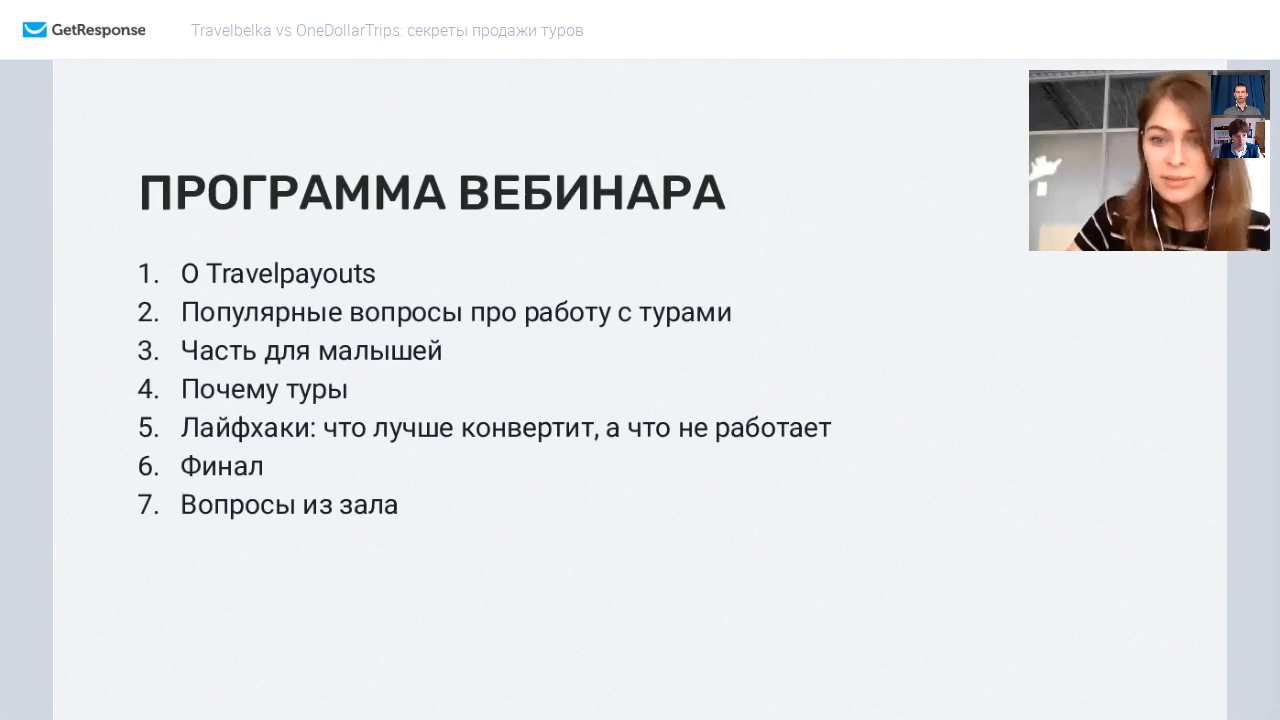 GetResponse
Travelbelka vs OneDollarTrips: секреты продажи туров
ПРОГРАММА ВЕБИНАРА
1. О Travelpayouts
2. Популярные вопросы про работу с турами
3. Часть для малышей
4. Почему туры
5. Лайфхаки: что лучше конвертит, а что не работает
6. Финал
7. Вопросы из зала